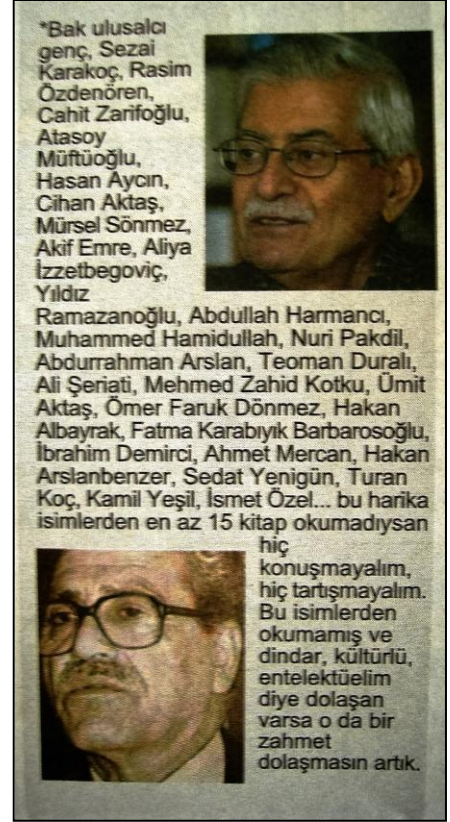 *Bak ulusalcı
genç, Sezai
Karakoç, Rasim
Özdenören,
Cahit Zarifoğlu,
Atasoy
Müftüoğlu,
Hasan Aycın,
Cihan Aktaş,
Mürsel Sönmez,
Akif Emre, Aliya
İzzetbegoviç,
Yıldız
Ramazanoğlu, Abdullah Harmancı,
Muhammed Hamidullah, Nuri Pakdil,
Abdurrahman Arslan, Teoman Duralı,
Ali Şeriati, Mehmed Zahid Kotku, Ümit
Aktaş, Ömer Faruk Dönmez, Hakan
Albayrak, Fatma Karabıyık Barbarosoğlu,
İbrahim Demirci, Ahmet Mercan, Hakan
Arslanbenzer, Sedat Yenigün, Turan
Koç, Kamil Yeşil, İsmet Özel... bu harika
isimlerden en az 15 kitap okumadıysan
hiç
konuşmayalım,
hiç tartışmayalım.
Bu isimlerden
okumamış ve
dindar, kültürlü,
entelektüelim
diye dolaşan
varsa o da bir
zahmet
dolaşmasın artık.